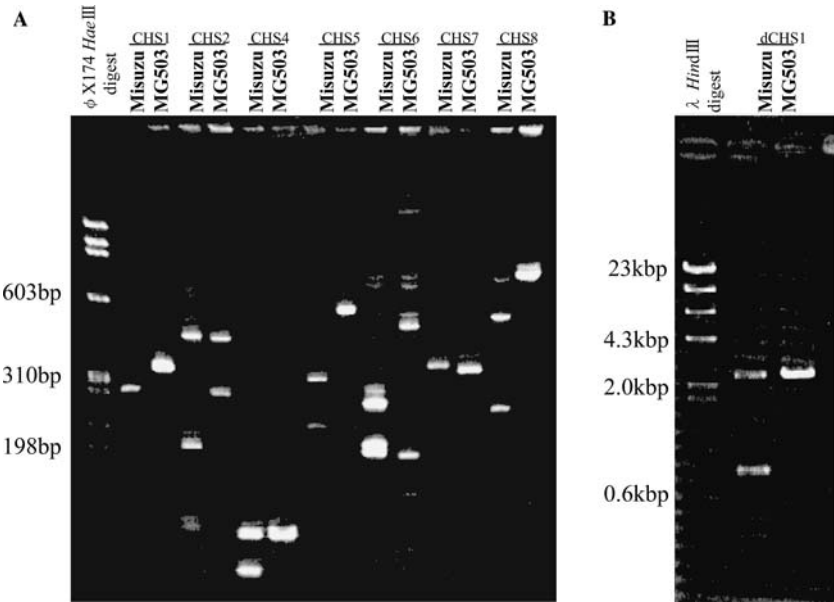 A
φ X174 HaeIII
digest
CHS1
Misuzu
MG503
CHS2
Misuzu
MG503
CHS4
Misuzu
MG503
CHS5
Misuzu
MG503
CHS6
Misuzu
MG503
CHS7
Misuzu
MG503
CHS8
Misuzu
MG503
603bp
310bp
198bp
B
λ HindIII
digest
dCHS1
Misuzu
MG503
23kbp
4.3kbp
2.0kbp
0.6kbp